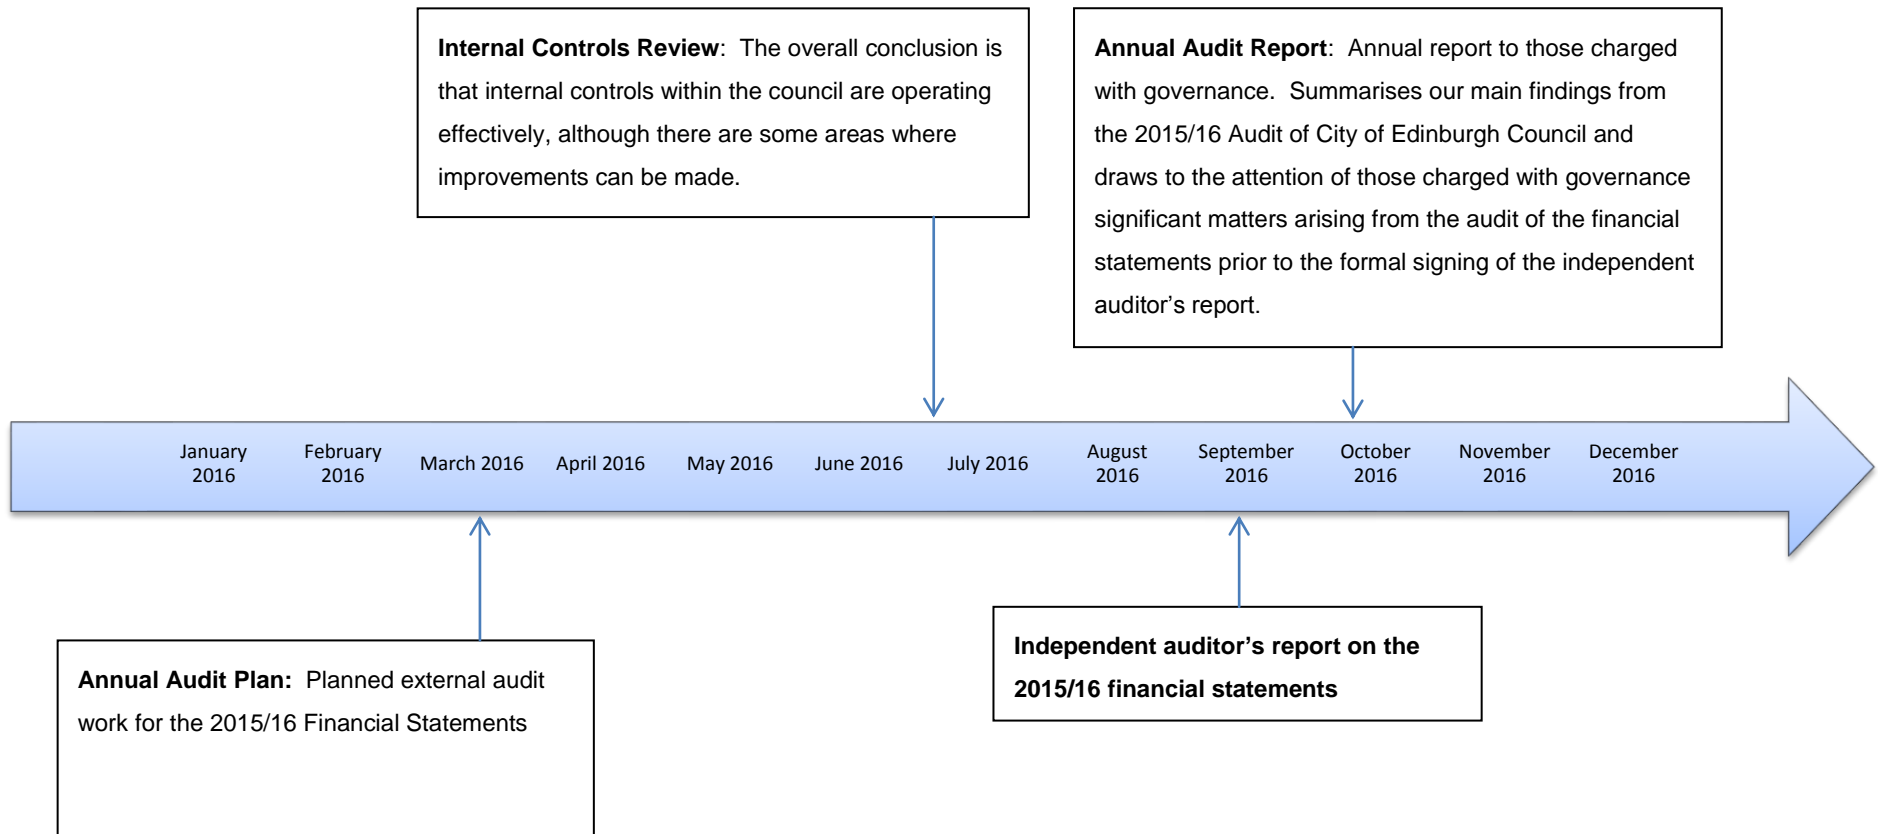 Internal Controls Review:  The overall conclusion is
that internal controls within the council are operating
effectively, although there are some areas where
improvements can be made.
Annual Audit Report:  Annual report to those charged
with governance.  Summarises our main findings from
the 2015/16 Audit of City of Edinburgh Council and
draws to the attention of those charged with governance
significant matters arising from the audit of the financial
statements prior to the formal signing of the independent
auditor’s report.
January
2016
February
2016
March 2016
April 2016
May 2016
June 2016
July 2016
August
2016
September
2016
October
2016
November
2016
December
2016
Annual Audit Plan:  Planned external audit
work for the 2015/16 Financial Statements
Independent auditor’s report on the
2015/16 financial statements